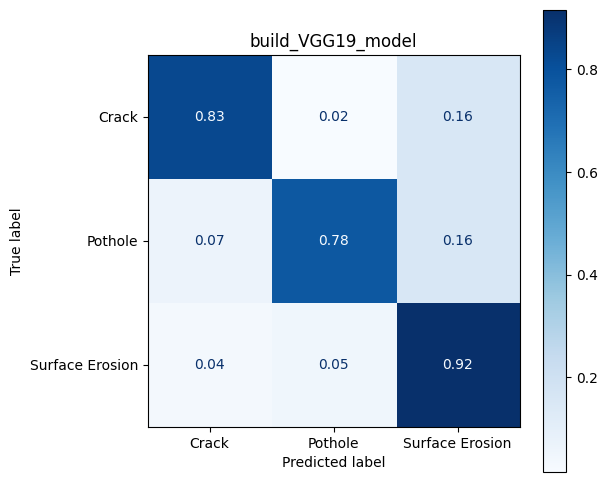 build_VGG19_model
True label
Crack
0.83
0.02
0.16
Pothole
0.07
0.78
0.16
Surface Erosion
0.04
0.05
0.92
Crack
Pothole
Surface Erosion
Predicted label
0.8
0.6
0.4
0.2